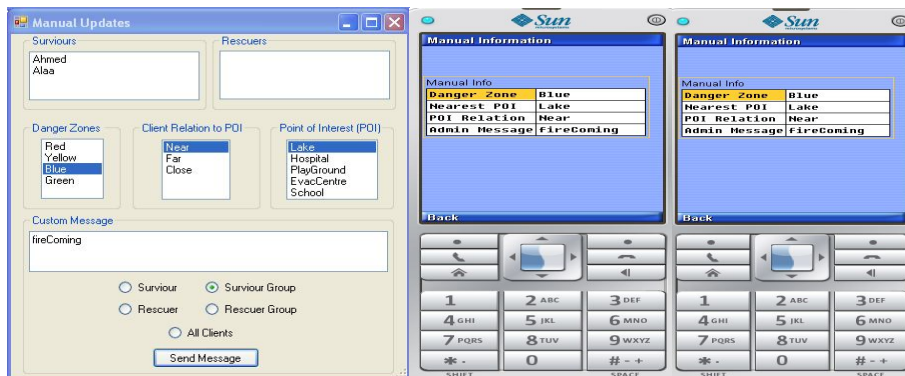 Manual Updates
Surviours
Rescuers
Ahmed
Alaa
Danger Zones
Client Relation to POI
Point of Interest (POI)
Red
Yellow
Blue
Green
Near
Far
Close
Lake
Hospital
PlayGround
EvacCentre
School
Custom Message
fireComing
Surviour
Surviour Group
Rescuer
Rescuer Group
All Clients
Send Message
Sun
Manual Information
Manual Info
Danger Zone Blue
Nearest POI Lake
POI Relation Near
Admin Message fireComing
Back
1
2 ABC
3 DEF
4 GHI
5 JKL
6 MNO
7 PQRS
8 TUV
9 WXYZ
* .
0
# - +
SHIFT
SPACE
Sun
Manual Information
Manual Info
Danger Zone Blue
Nearest POI Lake
POI Relation Near
Admin Message fireComing
Back
1
2 ABC
3 DEF
4 GHI
5 JKL
6 MNO
7 PQRS
8 TUV
9 WXYZ
* .
0
# - +
SHIFT
SPACE